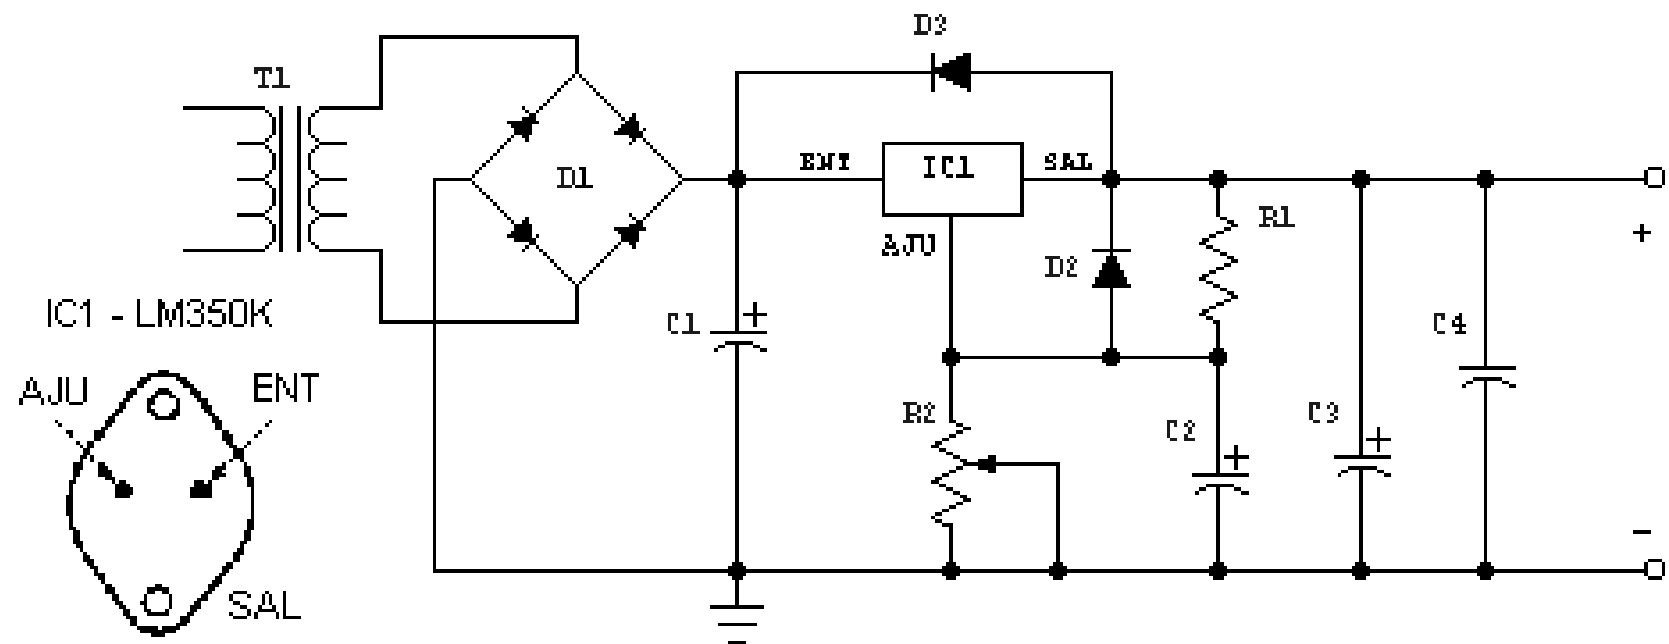 D3
T1
ENT
IC1
SAL
D1
R1
+
AJU
D2
IC1 - LM350K
C1
+
C4
AJU
ENT
R2
C3
+
C2
+
-
SAL